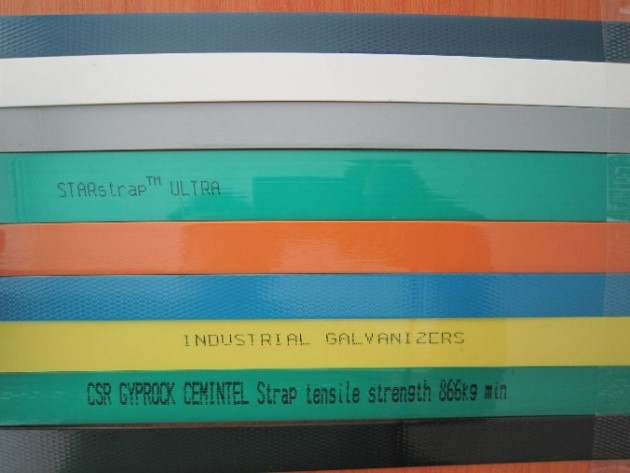 STARstrap™ ULTRA
INDUSTRIAL GALVANIZERS
CSR GYPROCK CEMINTEL Strap tensile strength 866kg min